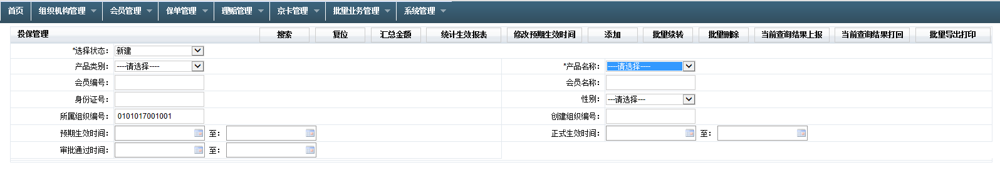 首页 组织机构管理 会员管理 保单管理 理赔管理 京卡管理 批量业务管理 系统管理
投保管理 搜索 复位 汇总金额 统计生效报表 修改预期生效时间 添加 批量续转 批量删除 当前查询结果上报 当前查询结果打回 批量导出打印
*选择状态: 新建
产品类别: ----请选择---- *产品名称: ----请选择----
会员编号: 会员名称:
身份证号: 性别: ---请选择---
所属组织编号: 0101017001001 创建组织编号:
预期生效时间: 至: 正式生效时间: 至:
审批通过时间: 至: